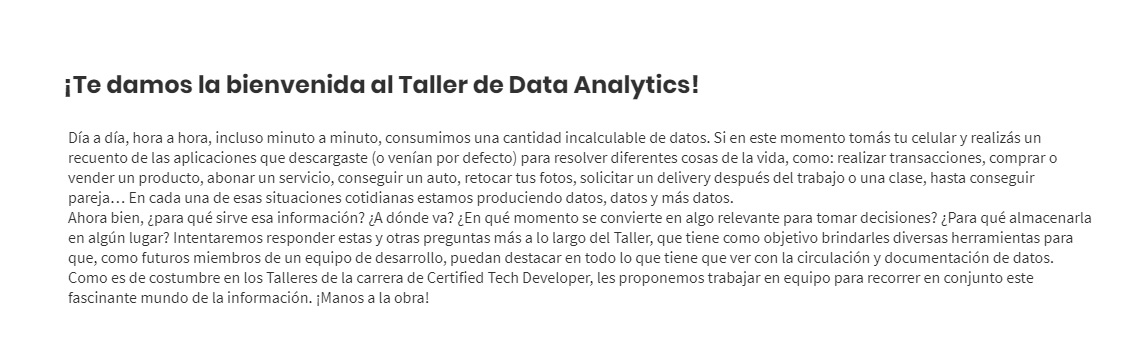 ¡Te damos la bienvenida al Taller de Data Analytics!
Día a día, hora a hora, incluso minuto a minuto, consumimos una cantidad incalculable de datos. Si en este momento tomás tu celular y realizás un
recuento de las aplicaciones que descargaste (o venían por defecto) para resolver diferentes cosas de la vida, como: realizar transacciones, comprar o
vender un producto, abonar un servicio, conseguir un auto, retocar tus fotos, solicitar un delivery después del trabajo o una clase, hasta conseguir
pareja… En cada una de esas situaciones cotidianas estamos produciendo datos, datos y más datos.
Ahora bien, ¿para qué sirve esa información? ¿A dónde va? ¿En qué momento se convierte en algo relevante para tomar decisiones? ¿Para qué almacenarla
en algún lugar? Intentaremos responder estas y otras preguntas más a lo largo del Taller, que tiene como objetivo brindarles diversas herramientas para
que, como futuros miembros de un equipo de desarrollo, puedan destacar en todo lo que tiene que ver con la circulación y documentación de datos.
Como es de costumbre en los Talleres de la carrera de Certified Tech Developer, les proponemos trabajar en equipo para recorrer en conjunto este
fascinante mundo de la información. ¡Manos a la obra!